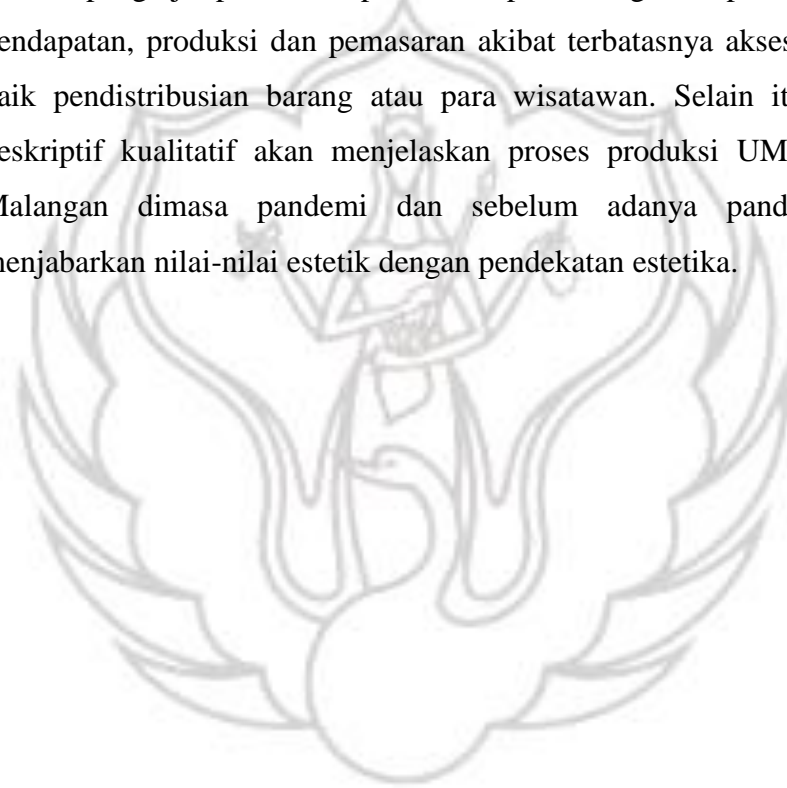 endapatan, produksi dan pemasaran akibat terbatasnya akses
aik pendistribusian barang atau para wisatawan. Selain it
eskriptif kualitatif akan menjelaskan proses produksi UM
Malangan dimasa pandemi dan sebelum adanya pand
menjabarkan nilai-nilai estetik dengan pendekatan estetika.